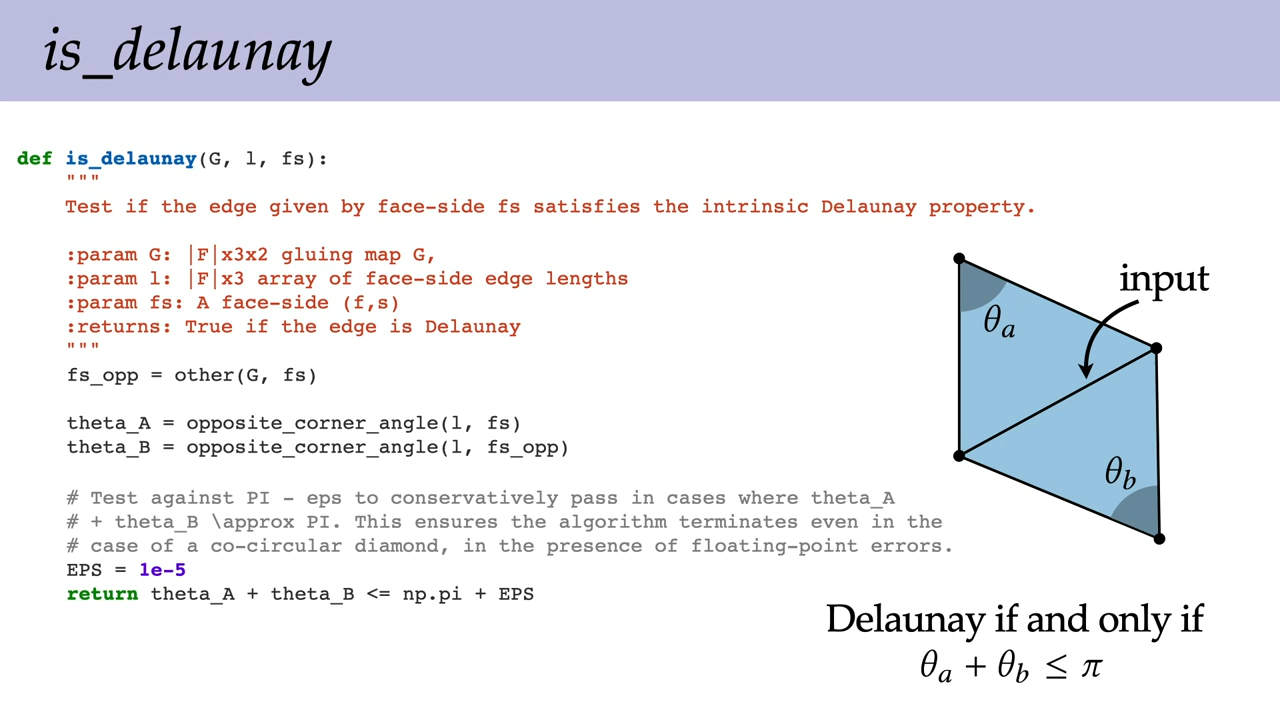 is_delaunay
def is_delaunay(G, l, fs):
"""
Test if the edge given by face-side fs satisfies the intrinsic Delaunay property.
:param G: |F|x3x2 gluing map G,
:param l: |F|x3 array of face-side edge lengths
:param fs: A face-side (f,s)
:returns: True if the edge is Delaunay
"""
fs_opp = other(G, fs)
theta_A = opposite_corner_angle(l, fs)
theta_B = opposite_corner_angle(l, fs_opp)
# Test against PI - eps to conservatively pass in cases where theta_A
# + theta_B \approx PI. This ensures the algorithm terminates even in the
# case of a co-circular diamond, in the presence of floating-point errors.
EPS = 1e-5
return theta_A + theta_B <= np.pi + EPS
input
θa
θb
Delaunay if and only if
θa + θb ≤ π